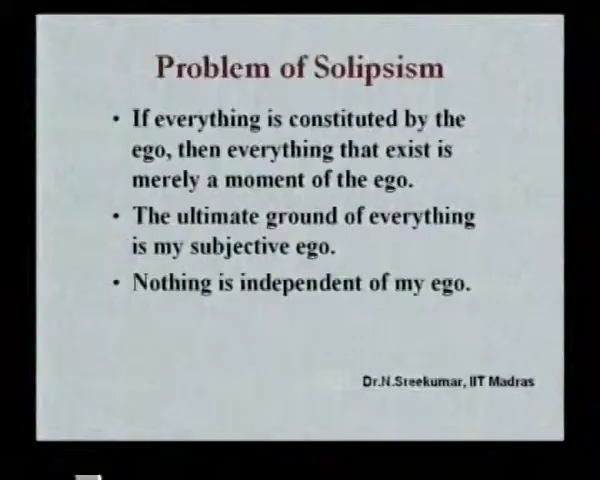 Problem of Solipsism
• If everything is constituted by the
ego, then everything that exist is
merely a moment of the ego.
• The ultimate ground of everything
is my subjective ego.
• Nothing is independent of my ego.
Dr.N.Sreekumar, IIT Madras